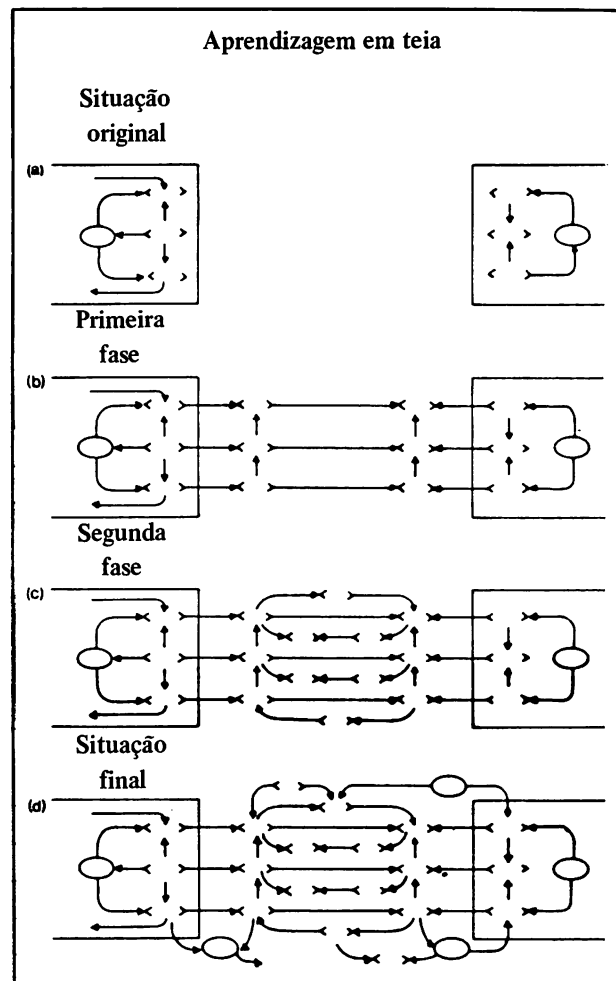 Aprendizagem em teia
Situação
original
(a)
Primeira
fase
(b)
Segunda
fase
(c)
Situação
final
(d)